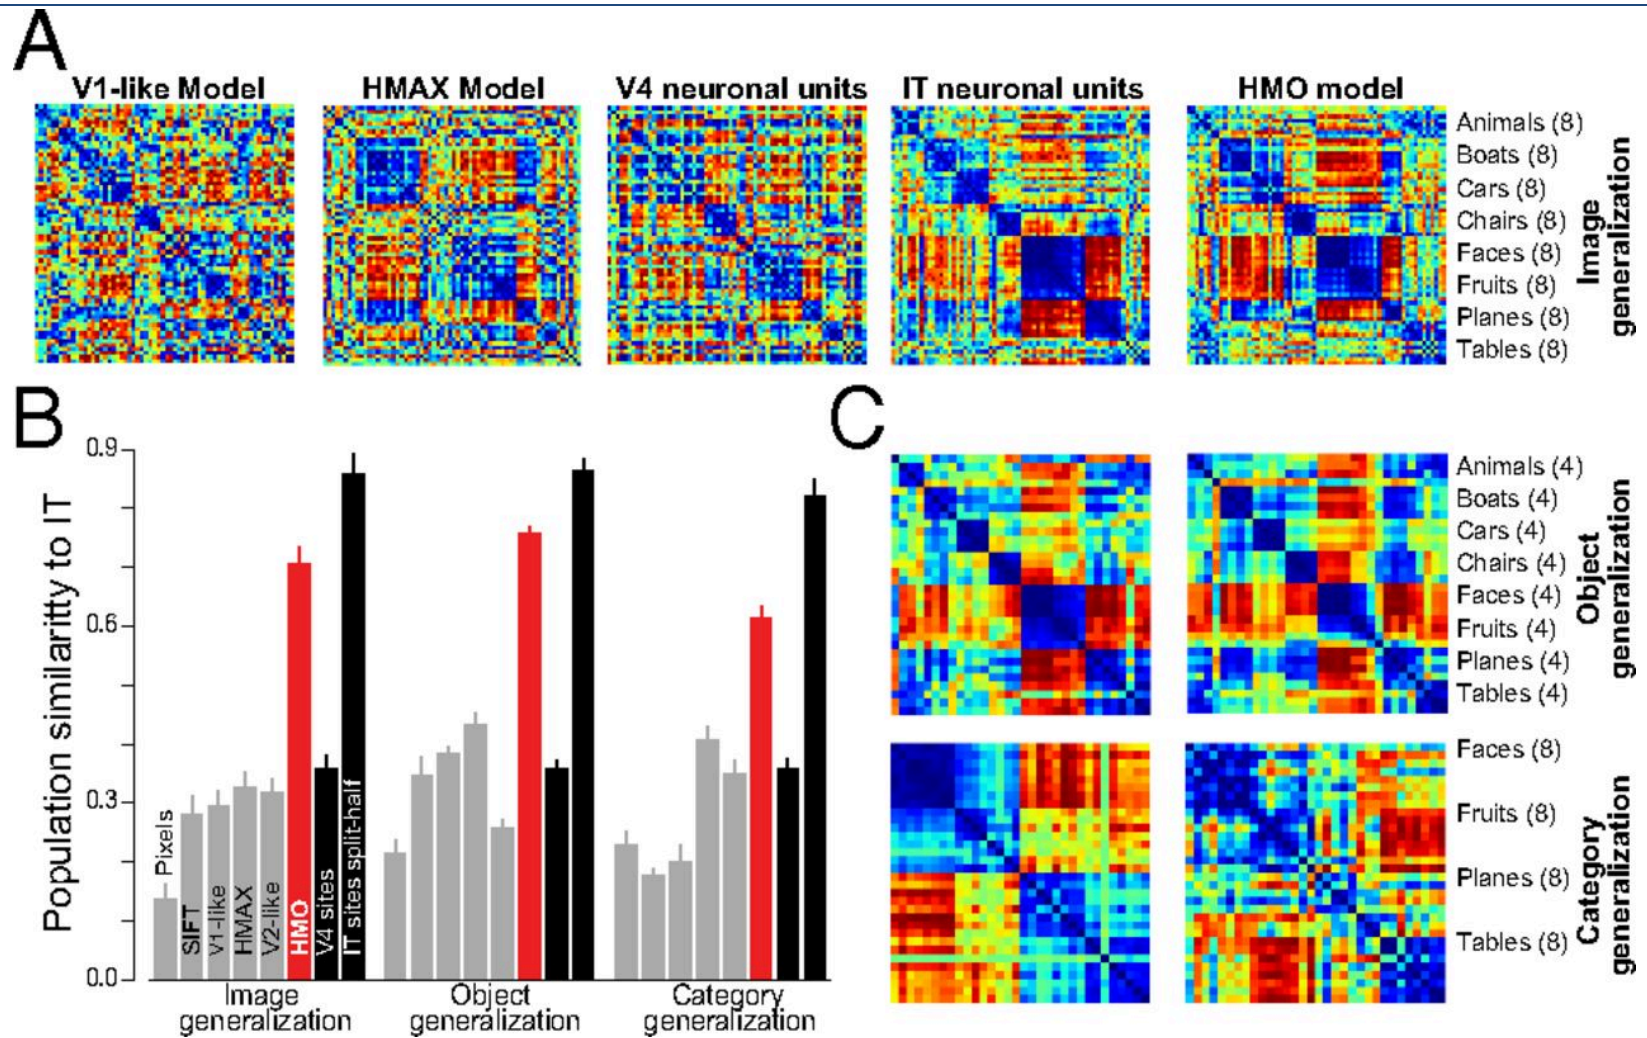 A
V1-like Model
HMAX Model
V4 neuronal units
IT neuronal units
HMO model
Animals (8)
Boats (8)
Cars (8)
Chairs (8)
Faces (8)
Fruits (8)
Planes (8)
Tables (8)
Image
generalization
B
Population similaritty to IT
0.9
0.6
0.3
0.0
Pixels
SIFT
V1-like
HMAX
V2-like
HMO
V4 sites
IT sites split-half
Image
generalization
Object
generalization
Category
generalization
C
Animals (4)
Boats (4)
Cars (4)
Chairs (4)
Faces (4)
Fruits (4)
Planes (4)
Tables (4)
Object
generalization
Faces (8)
Fruits (8)
Planes (8)
Tables (8)
Category
generalization